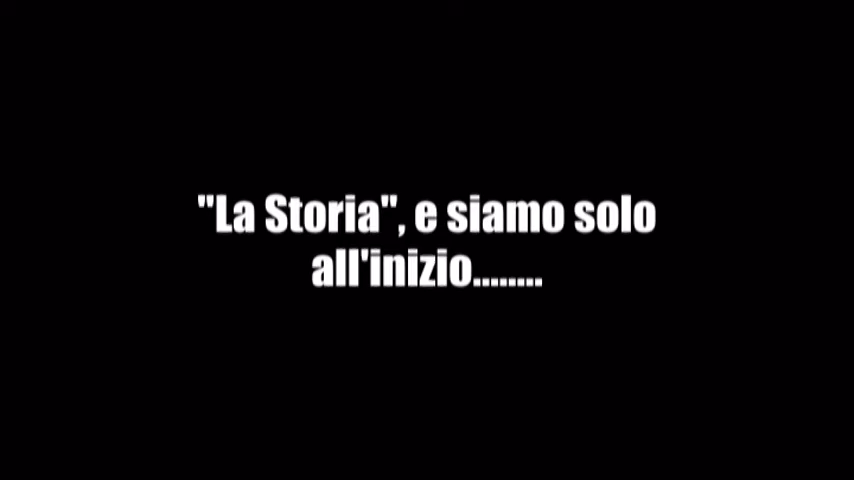 "La Storia", e siamo solo
all'inizio........